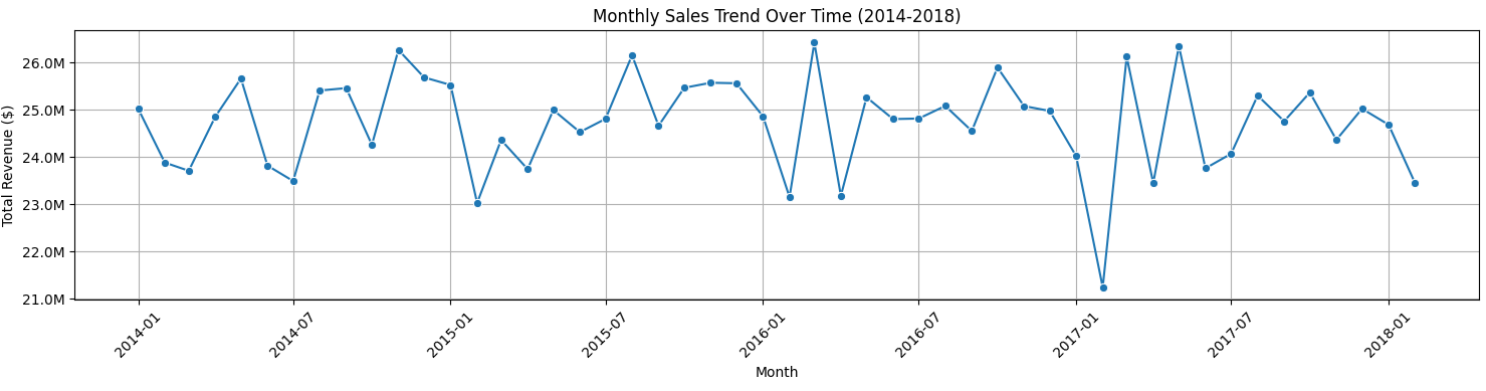 Monthly Sales Trend Over Time (2014-2018)
Total Revenue ($)
26.0M
25.0M
24.0M
23.0M
22.0M
21.0M
2014-01
2014-07
2015-01
2015-07
2016-01
2016-07
2017-01
2017-07
2018-01
Month